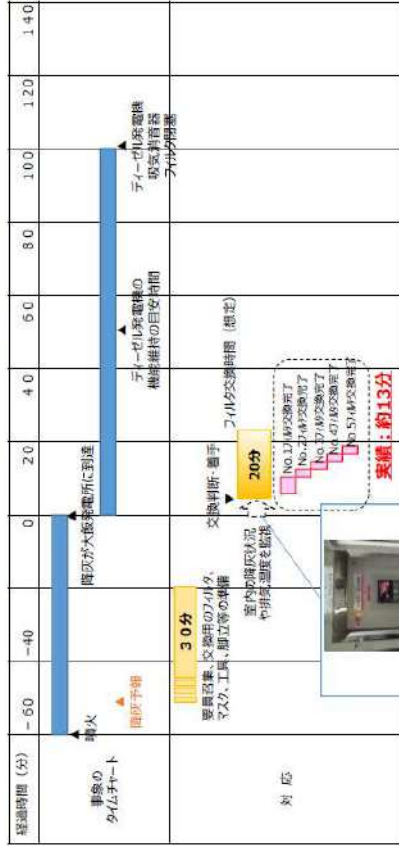 経過時間（分）
－６０
－４０
０
２０
４０
６０
８０
１００
１２０
１４０
事象の
タイムチャート
噴火
降灰予報
降灰が大飯発電所に到達
ディーゼル発電機の
機能維持の目安時間
ディーゼル発電機
吸気消音器
フィルタ閉塞
対応
３０分
要員召集、交換用のフィルタ、
マスク、工具、脚立等の準備
交換判断・着手
フィルタ交換時間（想定）
20分
室内の降灰状況
や排気温度を監視
No.1フィルタ交換完了
No.2フィルタ交換完了
No.3フィルタ交換完了
No.4フィルタ交換完了
No.5フィルタ交換完了
実績：約13分